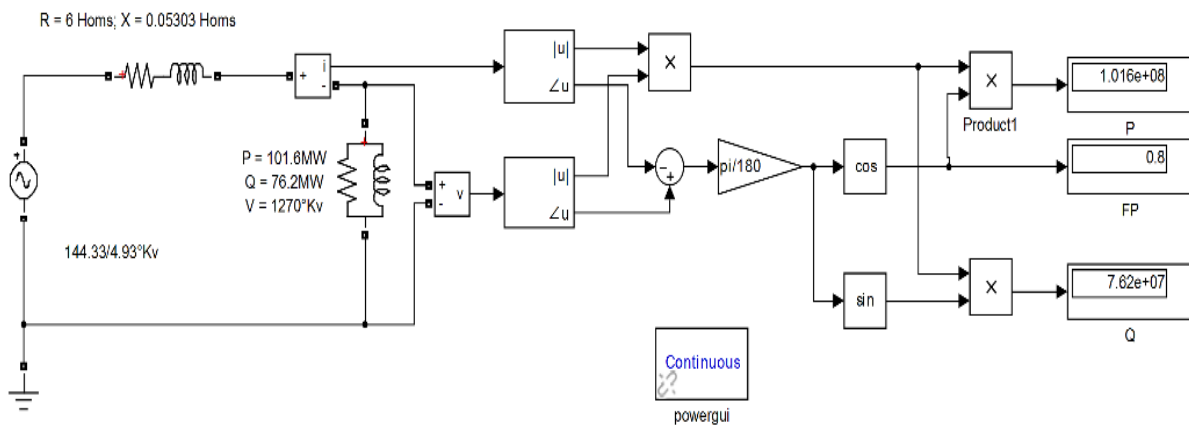 R = 6 Homs; X = 0.05303 Homs
+
i
+
-
|u|
∠u
X
X
Product1
1.016e+08
P
P = 101.6MW
Q = 76.2MW
V = 1270°Kv
+
-
v
|u|
∠u
-
+
pi/180
cos
0.8
FP
+
144.33/4.93°Kv
sin
X
7.62e+07
Q
Continuous
powergui